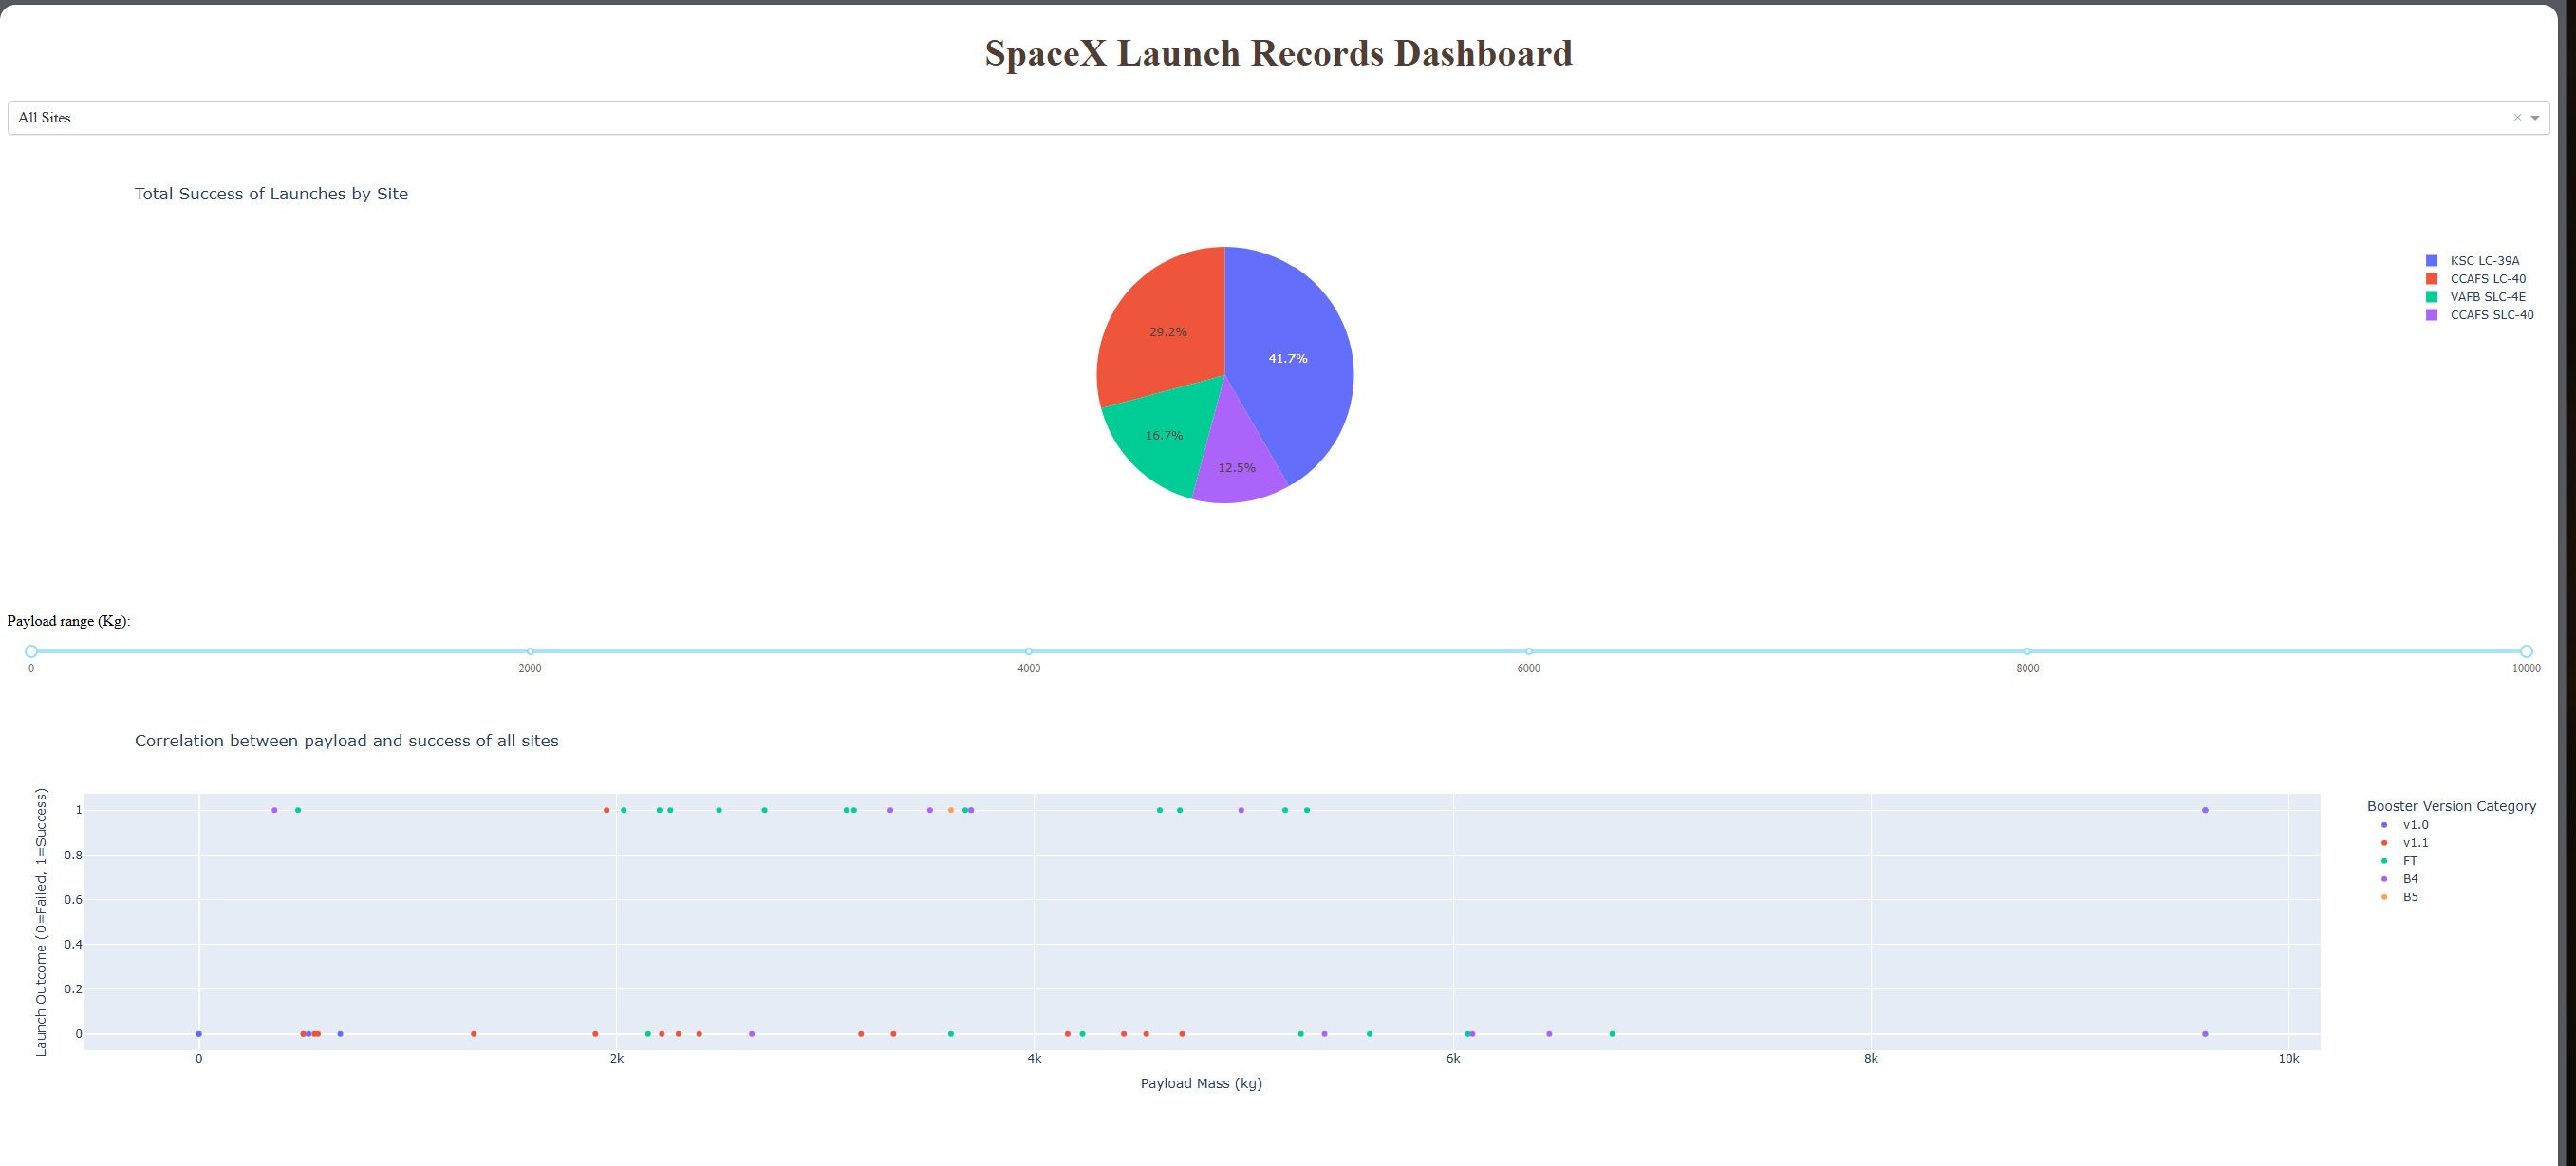 SpaceX Launch Records Dashboard
All Sites
×
Total Success of Launches by Site
KSC LC-39A
CCAFS LC-40
VAFB SLC-4E
CCAFS SLC-40
29.2%
41.7%
16.7%
12.5%
Payload range (Kg):
0 2000 4000 6000 8000 10000
Correlation between payload and success of all sites
Launch Outcome (0=Failed, 1=Success)
1
0.8
0.6
0.4
0.2
0
0 2k 4k 6k 8k 10k
Payload Mass (kg)
Booster Version Category
v1.0
v1.1
FT
B4
B5